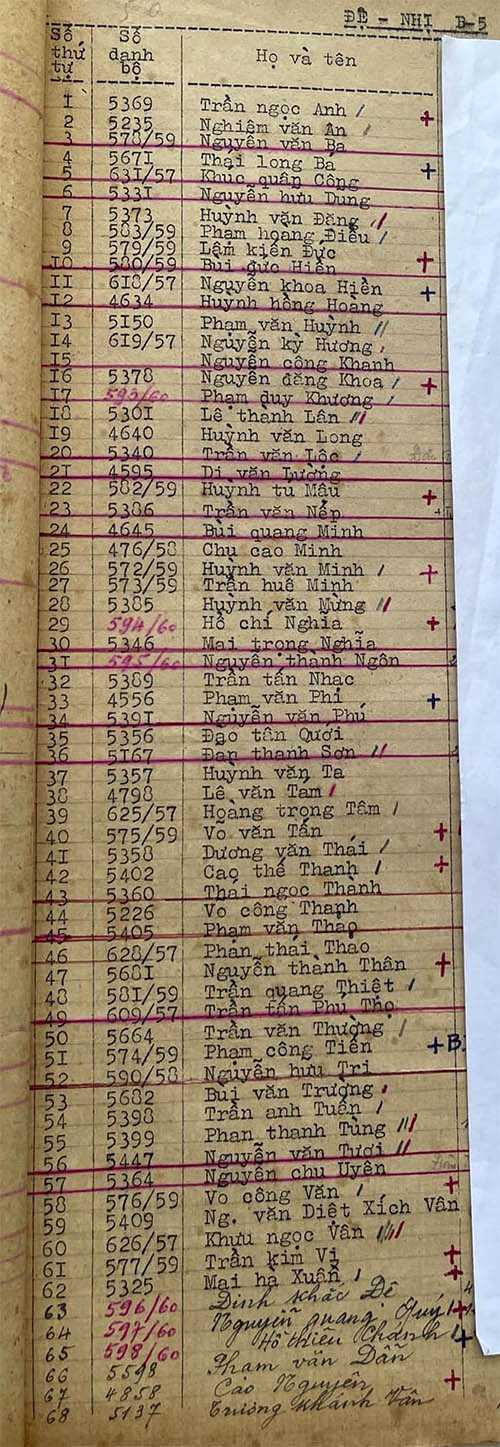 ĐỆ - NHỊ B-5
Số thứ tự Số danh bộ Họ và tên
1 5369 Trần ngọc Anh
2 5235 Nghiêm văn Ân
3 578/59 Nguyễn văn Ba
4 5671 Thái long Bá
5 631/57 Khúc quân Công
6 5331 Nguyễn hưu Dung
7 5373 Huỳnh văn Đăng
8 583/59 Phạm hoàng Điểu
9 579/59 Lâm kiến Đức
10 580/59 Bùi đức Hiền
11 618/57 Nguyễn khoa Hiền
12 4634 Huỳnh hồng Hoàng
13 5150 Phạm văn Huỳnh
14 619/57 Nguyễn kỳ Hương
15 Nguyễn công Khanh
16 5378 Nguyễn đăng Khoa
17 593/60 Phạm duy Khương
18 5301 Lê thành Lân
19 4640 Huỳnh văn Long
20 5340 Trần văn Lộc
21 4595 Di văn Lường
22 582/59 Huỳnh tú Mậu
23 5386 Trần văn Nếp
24 4645 Bùi quang Minh
25 476/58 Chu cao Minh
26 572/59 Huỳnh văn Minh
27 573/59 Trần huê Minh
28 5385 Huỳnh văn Mừng
29 594/60 Hồ chí Nghĩa
30 5346 Mai trọng Nghĩa
31 595/60 Nguyễn thành Ngôn
32 5389 Trần tấn Nhạc
33 4556 Phạm văn Phi
34 5391 Nguyễn văn Phú
35 5356 Đạo tân Quới
36 5167 Đan thanh Sơn
37 5357 Huỳnh văn Ta
38 4798 Lê văn Tam
39 625/57 Hoàng trọng Tâm
40 575/59 Võ văn Tấn
41 5358 Dương văn Thái
42 5402 Cao thế Thanh
43 5360 Thai ngọc Thành
44 5226 Vo công Thanh
45 5405 Phạm văn Thảo
46 628/57 Phan thái Thao
47 5681 Nguyễn thành Thân
48 581/59 Trần quang Thiệt
49 609/57 Trần tấn Phú Thọ
50 5664 Trần văn Thường
51 574/59 Phạm công Tiến +B
52 590/58 Nguyễn hưu Tri
53 5682 Bùi văn Trường
54 5398 Trần anh Tuấn
55 5399 Phan thanh Tùng
56 5447 Nguyễn văn Tươi
57 5364 Nguyễn chu Uyên
58 576/59 Vo công Văn
59 5409 Ng. văn Diệt Xích Vân
60 626/57 Khưu ngọc Vân
61 577/59 Trần kim Vị
62 5325 Mai hà Xuân
63 596/60 Đinh khắc Đê
64 597/60 Nguyễn quang Quý
65 598/60 Hồ thiêu Chánh
66 5598 Phạm văn Dần
67 4858 Cao Nguyên
68 5137 Trương khánh Vân